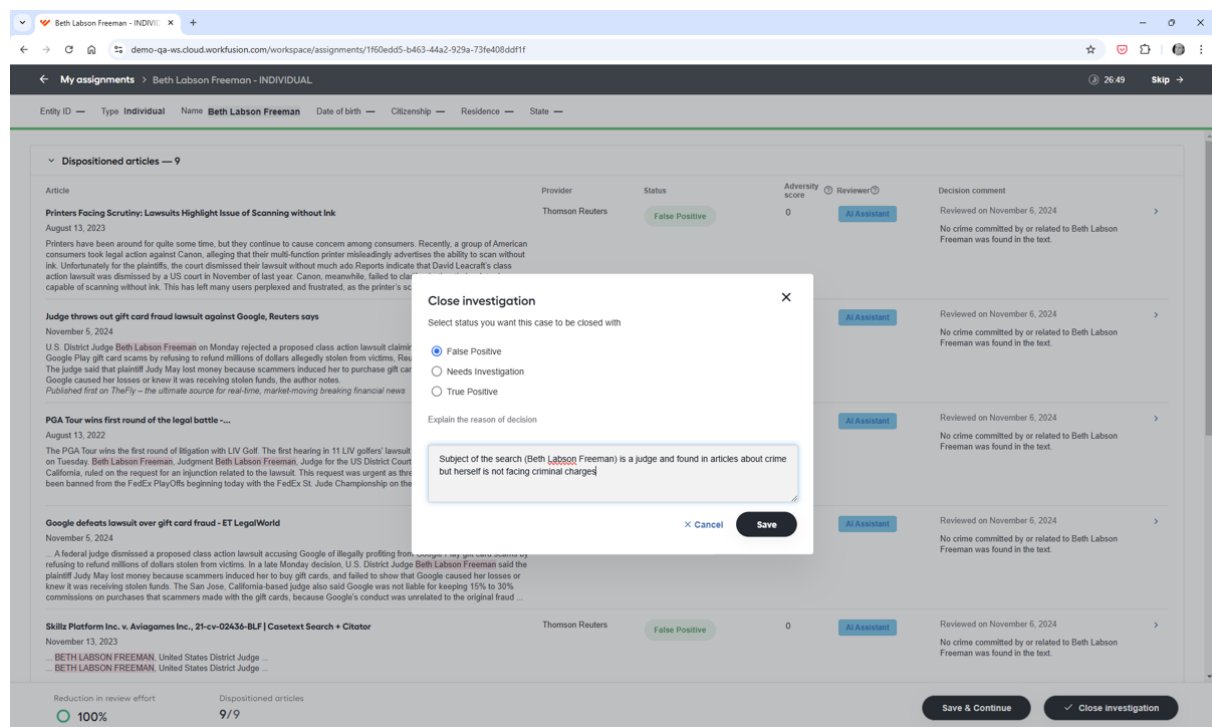 Beth Labson Freeman - INDIVID
demo-qa-ws.cloud.workfusion.com/workspace/assignments/1f60edd5-b463-44a2-929a-73fe408ddf1f
My assignments > Beth Labson Freeman - INDIVIDUAL
26:49
Skip →
Entity ID — Type Individual Name Beth Labson Freeman Date of birth — Citizenship — Residence — State —
Dispositioned articles — 9
Article
Provider
Status
Adversity score
Reviewer
Decision comment
Printers Facing Scrutiny: Lawsuits Highlight Issue of Scanning without Ink
August 13, 2023
Printers have been around for quite some time, but they continue to cause concern among consumers. Recently, a group of American
consumers took legal action against Canon, alleging that their multi-function printer misleadingly advertises the ability to scan without
ink. Unfortunately for the plaintiffs, the court dismissed their lawsuit without much ado.Reports indicate that David Leacraft's class
action lawsuit was dismissed by a US court in November of last year. Canon, meanwhile, failed to
capable of scanning without ink. This has left many users perplexed and frustrated, as the printer's
Thomson Reuters
False Positive
0
AI Assistant
Reviewed on November 6, 2024
No crime committed by or related to Beth Labson
Freeman was found in the text.
Judge throws out gift card fraud lawsuit against Google, Reuters says
November 5, 2024
U.S. District Judge Beth Labson Freeman on Monday rejected a proposed class action lawsuit
Google Play gift card scams by refusing to refund millions of dollars allegedly stolen from victims,
The judge said that plaintiff Judy May lost money because scammers induced her to purchase gift
Google caused her losses or knew it was receiving stolen funds, the author notes.
Published first on TheFly – the ultimate source for real-time, market-moving breaking financial news
AI Assistant
Reviewed on November 6, 2024
No crime committed by or related to Beth Labson
Freeman was found in the text.
PGA Tour wins first round of the legal battle -...
August 13, 2022
The PGA Tour wins the first round of litigation with LIV Golf. The first hearing in 11 LIV golfers' lawsuit
on Tuesday. Beth Labson Freeman, Judgment Beth Labson Freeman, Judge for the US District Court
California, ruled on the request for an injunction related to the lawsuit. This request was urgent as
been banned from the FedEx PlayOffs beginning today with the FedEx St. Jude Championship on the
AI Assistant
Reviewed on November 6, 2024
No crime committed by or related to Beth Labson
Freeman was found in the text.
Google defeats lawsuit over gift card fraud - ET LegalWorld
November 5, 2024
... A federal judge dismissed a proposed class action lawsuit accusing Google of illegally profiting from Google Play gift card scams by
refusing to refund millions of dollars stolen from victims. In a late Monday decision, U.S. District Judge Beth Labson Freeman said the
plaintiff Judy May lost money because scammers induced her to buy gift cards, and failed to show that Google caused her losses or
knew it was receiving stolen funds. The San Jose, California-based judge also said Google was not liable for keeping 15% to 30%
commissions on purchases that scammers made with the gift cards, because Google's conduct was unrelated to the original fraud ...
AI Assistant
Reviewed on November 6, 2024
No crime committed by or related to Beth Labson
Freeman was found in the text.
Skillz Platform Inc. v. Aviagames Inc., 21-cv-02436-BLF | Casetext Search + Citator
November 13, 2023
... BETH LABSON FREEMAN, United States District Judge ...
... BETH LABSON FREEMAN, United States District Judge ...
Thomson Reuters
False Positive
0
AI Assistant
Reviewed on November 6, 2024
No crime committed by or related to Beth Labson
Freeman was found in the text.
Close investigation
Select status you want this case to be closed with
False Positive
Needs Investigation
True Positive
Explain the reason of decision
Subject of the search (Beth Labson Freeman) is a judge and found in articles about crime
but herself is not facing criminal charges
× Cancel
Save
Reduction in review effort
100%
Dispositioned articles
9/9
Save & Continue
Close investigation